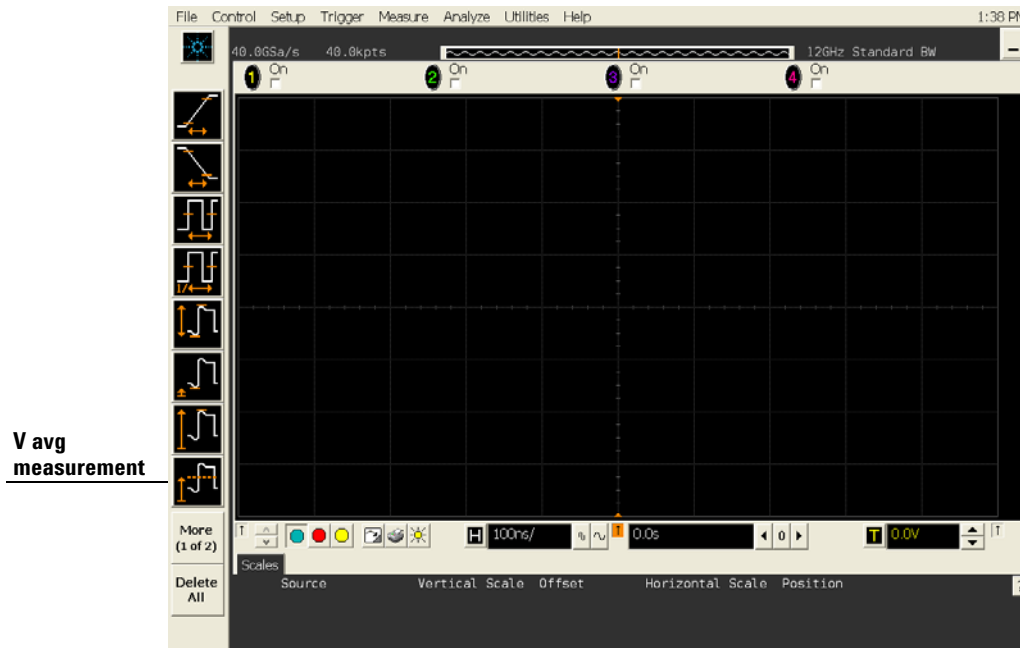 File Control Setup Trigger Measure Analyze Utilities Help 1:38 PM
40.0GSa/s 40.0kpts 12GHz Standard BW
1 On 2 On 3 On 4 On
1/
V avg
measurement
More
(1 of 2)
Delete
All
H 100ns/ 0.0s 0 T 0.0V
Scales
Source Vertical Scale Offset Horizontal Scale Position